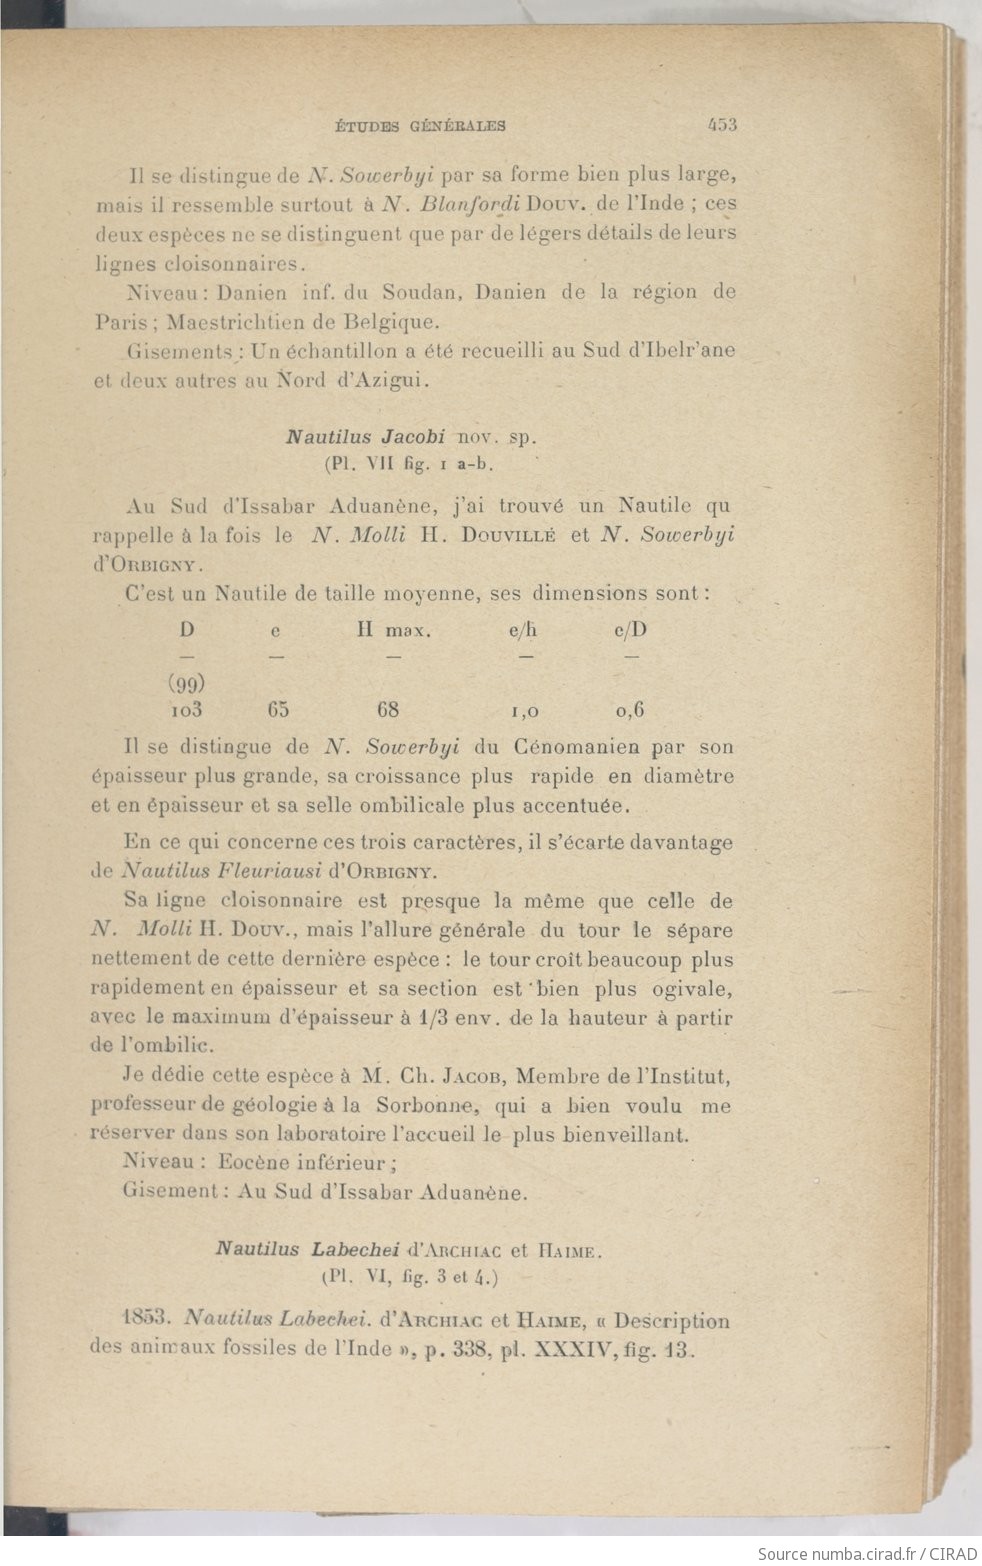 ÉTUDES GÉNÉRALES 453
Il se distingue de N. Sowerbyi par sa forme bien plus large,
mais il ressemble surtout à N. Blanfordi Douv. de l'Inde ; ces
deux espèces ne se distinguent que par de légers détails de leurs
lignes cloisonnaires.
Niveau : Danien inf. du Soudan, Danien de la région de
Paris ; Maestrichtien de Belgique.
Gisements : Un échantillon a été recueilli au Sud d'Ibelr'ane
et deux autres au Nord d'Azigui.
Nautilus Jacobi nov. sp.
(Pl. VII fig. 1 a-b.
Au Sud d'Issabar Aduanène, j'ai trouvé un Nautile qu
rappelle à la fois le N. Molli H. Douvillé et N. Sowerbyi
d'Orbigny.
C'est un Nautile de taille moyenne, ses dimensions sont :
D e H max. e/h e/D
— — — — —
(99)
103 65 68 1,0 0,6
Il se distingue de N. Sowerbyi du Cénomanien par son
épaisseur plus grande, sa croissance plus rapide en diamètre
et en épaisseur et sa selle ombilicale plus accentuée.
En ce qui concerne ces trois caractères, il s'écarte davantage
de Nautilus Fleuriausi d'Orbigny.
Sa ligne cloisonnaire est presque la même que celle de
N. Molli H. Douv., mais l'allure générale du tour le sépare
nettement de cette dernière espèce : le tour croît beaucoup plus
rapidement en épaisseur et sa section est bien plus ogivale,
avec le maximum d'épaisseur à 1/3 env. de la hauteur à partir
de l'ombilic.
Je dédie cette espèce à M. Ch. Jacob, Membre de l'Institut,
professeur de géologie à la Sorbonne, qui a bien voulu me
réserver dans son laboratoire l'accueil le plus bienveillant.
Niveau : Eocène inférieur ;
Gisement : Au Sud d'Issabar Aduanène.
Nautilus Labechei d'Archiac et Haime.
(Pl. VI, fig. 3 et 4.)
1853. Nautilus Labechei. d'Archiac et Haime, « Description
des animaux fossiles de l'Inde », p. 338, pl. XXXIV, fig. 13.
Source numba.cirad.fr / CIRAD